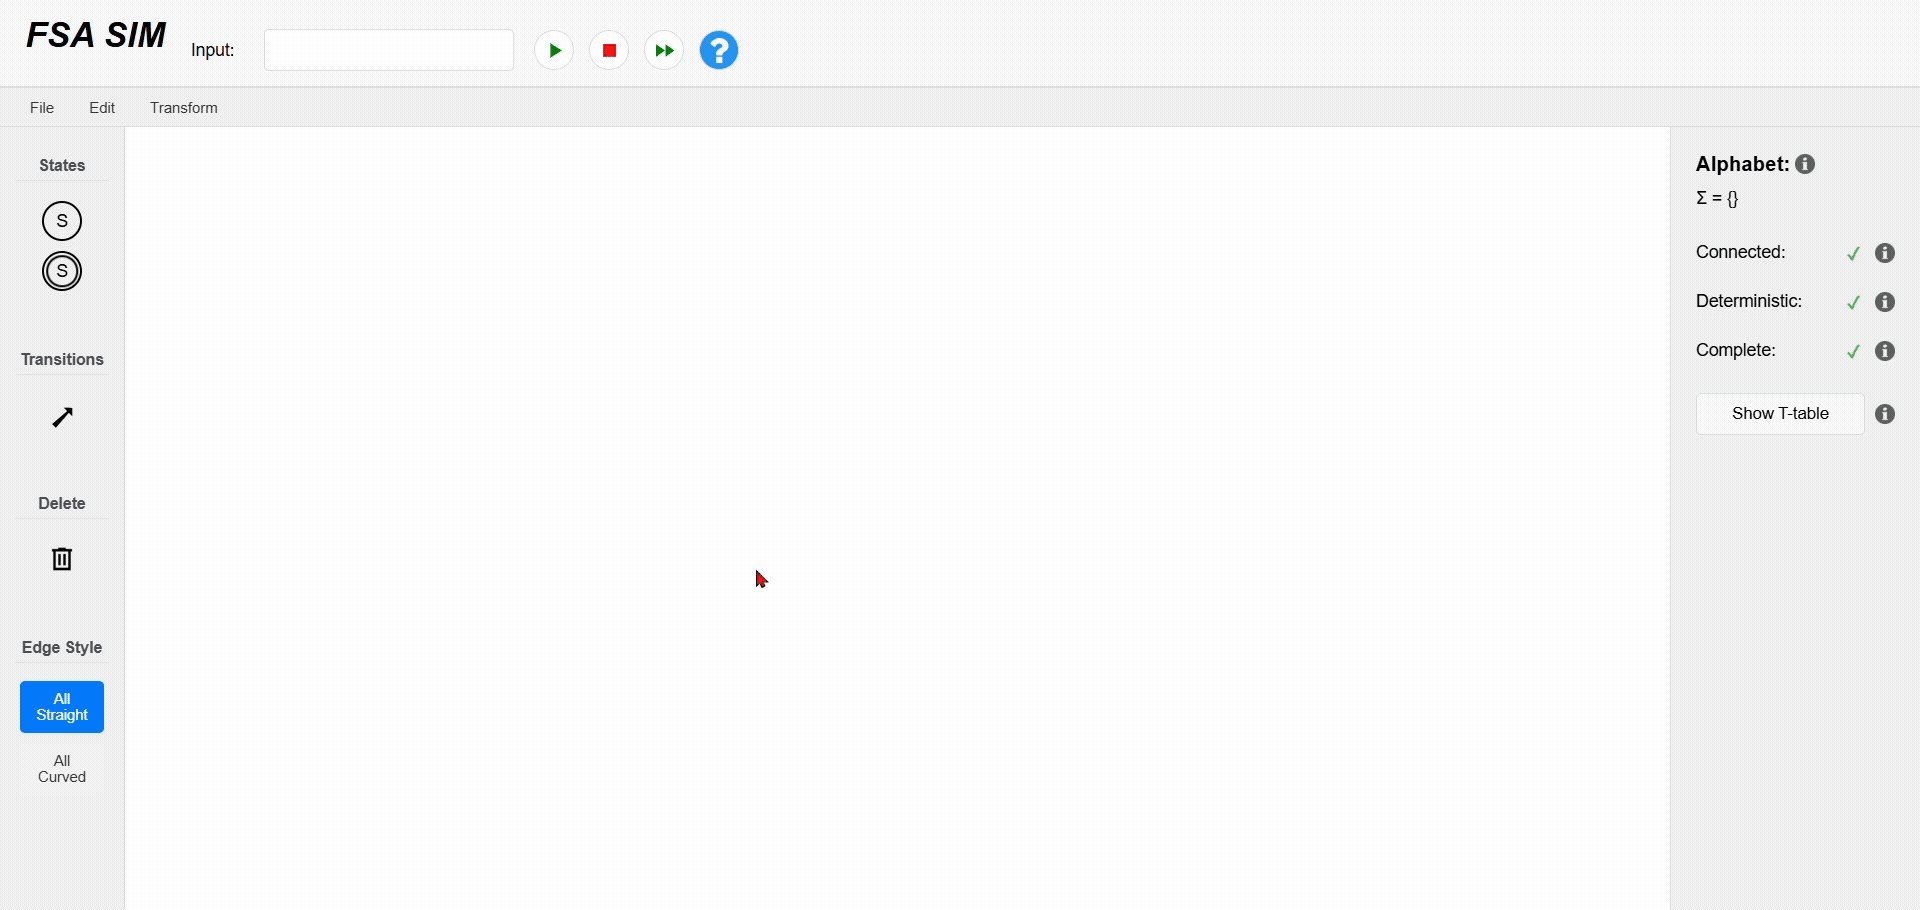 FSA SIM
Input:
File Edit Transform
States
S
S
Transitions
Delete
Edge Style
All
Straight
All
Curved
Alphabet:
Σ = {}
Connected:
Deterministic:
Complete:
Show T-table